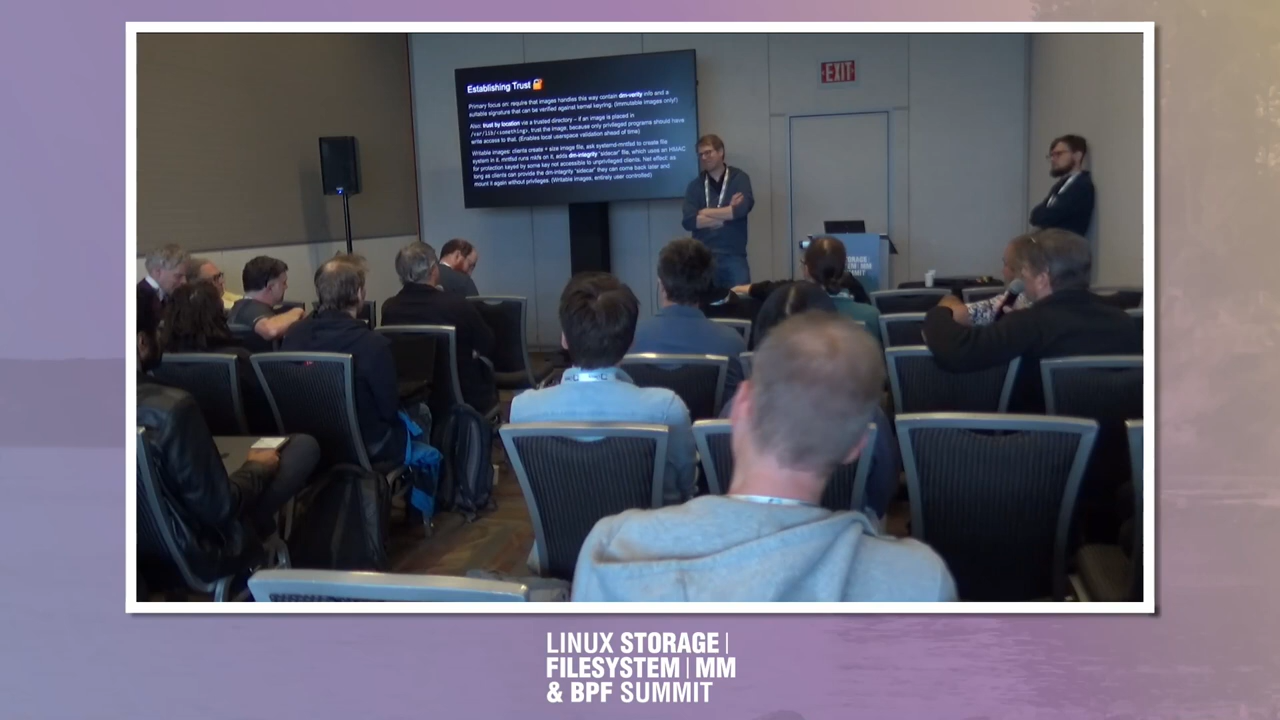 Establishing Trust
Primary focus on: require that images handles this way contain dm-verity info and a
suitable signature that can be verified against kernel keyring. (Immutable images only!)
Also: trust by location via a trusted directory – if an image is placed in
/var/lib/<something>, trust the image, because only privileged programs should have
write access to that. (Enables local userspace validation ahead of time)
Writable images: clients create + size image file, ask systemd-mntfsd to create file
system in it, mntfsd runs mkfs on it, adds dm-integrity "sidecar" file, which uses an HMAC
for protection keyed by some key not accessible to unprivileged clients. Net effect: as
long as clients can provide the dm-integrity "sidecar" they can come back later and
mount it again without privileges. (Writable images, entirely user controlled)
EXIT
MM
SUMMIT
LINUX STORAGE |
FILESYSTEM | MM
& BPF SUMMIT